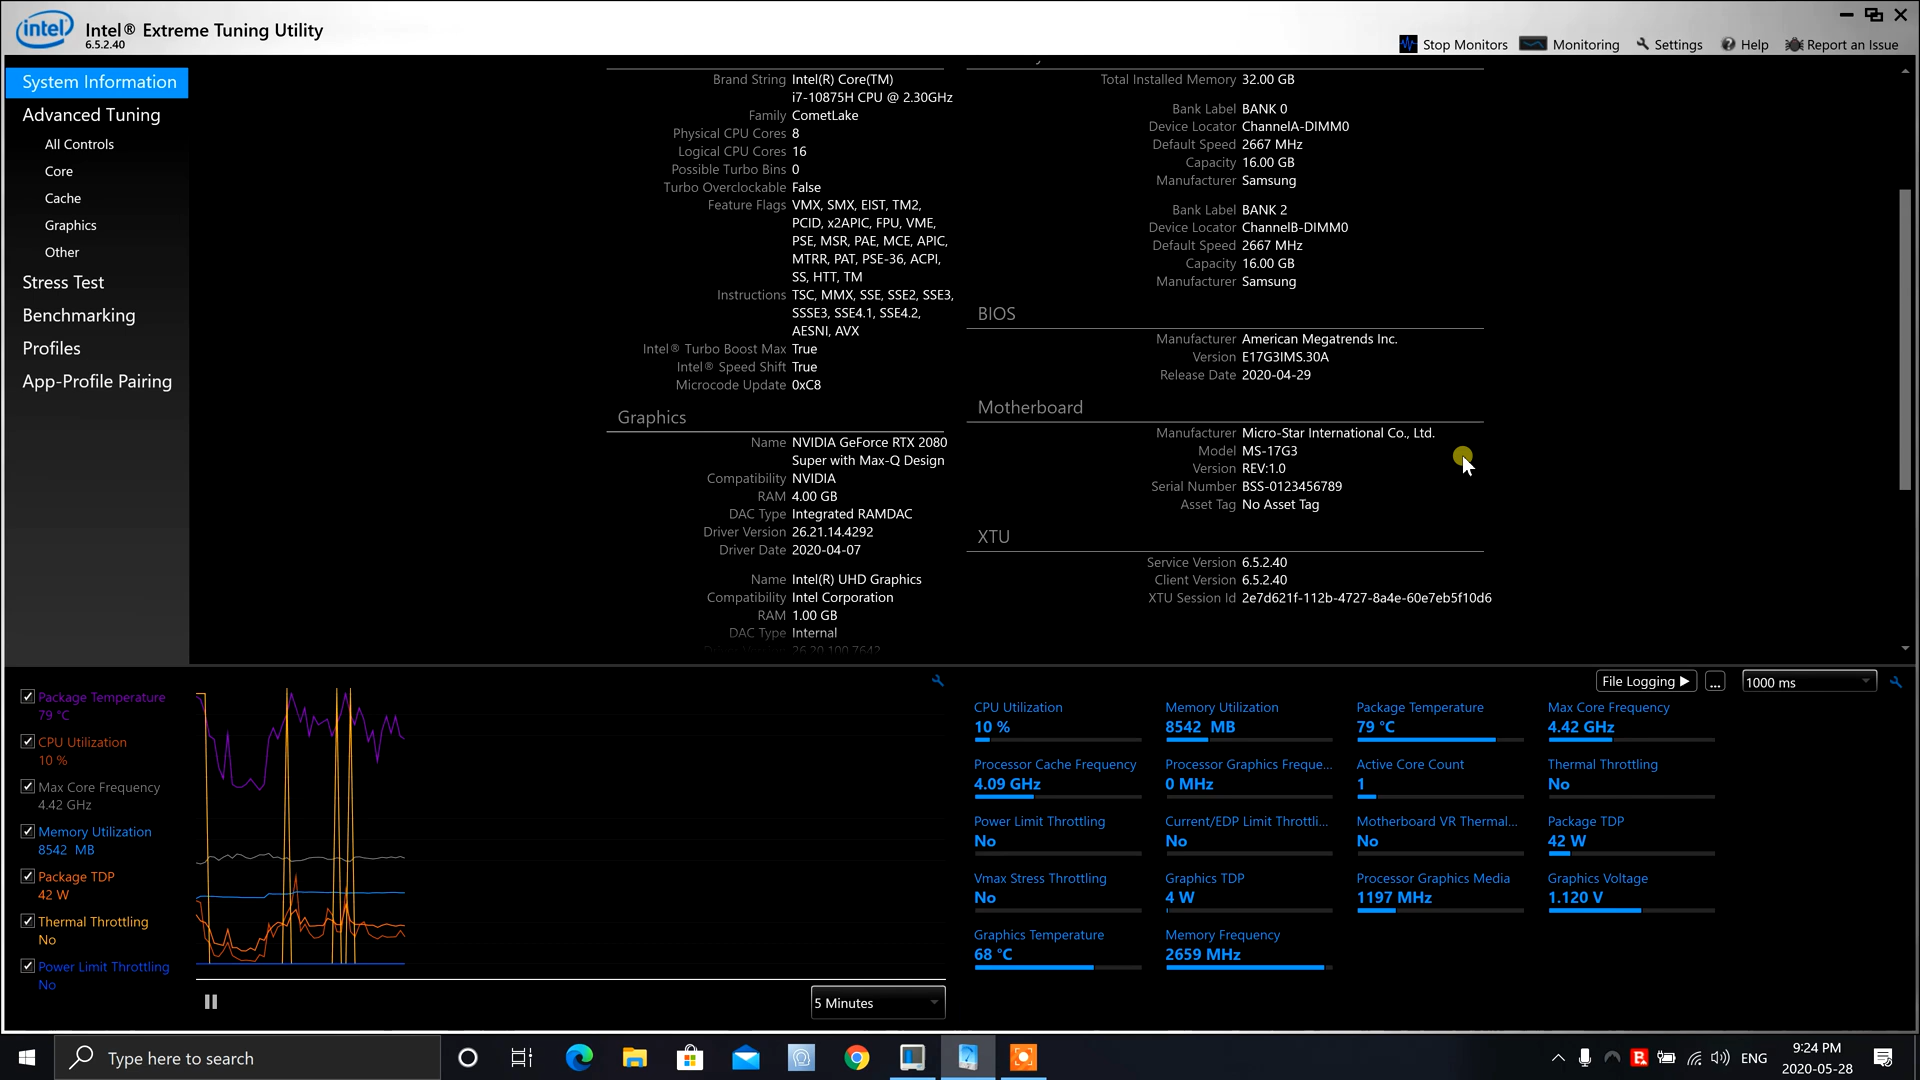 intel
Intel® Extreme Tuning Utility
6.5.2.40
Stop Monitors
Monitoring
Settings
Help
Report an Issue
System Information
Advanced Tuning
All Controls
Core
Cache
Graphics
Other
Stress Test
Benchmarking
Profiles
App-Profile Pairing
Brand String Intel(R) Core(TM)
i7-10875H CPU @ 2.30GHz
Family CometLake
Physical CPU Cores 8
Logical CPU Cores 16
Possible Turbo Bins 0
Turbo Overclockable False
Feature Flags VMX, SMX, EIST, TM2,
PCID, x2APIC, FPU, VME,
PSE, MSR, PAE, MCE, APIC,
MTRR, PAT, PSE-36, ACPI,
SS, HTT, TM
Instructions TSC, MMX, SSE, SSE2, SSE3,
SSSE3, SSE4.1, SSE4.2,
AESNI, AVX
Intel® Turbo Boost Max True
Intel® Speed Shift True
Microcode Update 0xC8
Graphics
Name NVIDIA GeForce RTX 2080
Super with Max-Q Design
Compatibility NVIDIA
RAM 4.00 GB
DAC Type Integrated RAMDAC
Driver Version 26.21.14.4292
Driver Date 2020-04-07
Name Intel(R) UHD Graphics
Compatibility Intel Corporation
RAM 1.00 GB
DAC Type Internal
Driver Version 26.20.100.7642
Total Installed Memory 32.00 GB
Bank Label BANK 0
Device Locator ChannelA-DIMM0
Default Speed 2667 MHz
Capacity 16.00 GB
Manufacturer Samsung
Bank Label BANK 2
Device Locator ChannelB-DIMM0
Default Speed 2667 MHz
Capacity 16.00 GB
Manufacturer Samsung
BIOS
Manufacturer American Megatrends Inc.
Version E17G3IMS.30A
Release Date 2020-04-29
Motherboard
Manufacturer Micro-Star International Co., Ltd.
Model MS-17G3
Version REV:1.0
Serial Number BSS-0123456789
Asset Tag No Asset Tag
XTU
Service Version 6.5.2.40
Client Version 6.5.2.40
XTU Session Id 2e7d621f-112b-4727-8a4e-60e7eb5f10d6
Package Temperature
79 °C
CPU Utilization
10 %
Max Core Frequency
4.42 GHz
Memory Utilization
8542 MB
Package TDP
42 W
Thermal Throttling
No
Power Limit Throttling
No
5 Minutes
File Logging
...
1000 ms
CPU Utilization
10 %
Memory Utilization
8542 MB
Package Temperature
79 °C
Max Core Frequency
4.42 GHz
Processor Cache Frequency
4.09 GHz
Processor Graphics Freque...
0 MHz
Active Core Count
1
Thermal Throttling
No
Power Limit Throttling
No
Current/EDP Limit Throttli...
No
Motherboard VR Thermal...
No
Package TDP
42 W
Vmax Stress Throttling
No
Graphics TDP
4 W
Processor Graphics Media
1197 MHz
Graphics Voltage
1.120 V
Graphics Temperature
68 °C
Memory Frequency
2659 MHz
Type here to search
ENG
9:24 PM
2020-05-28